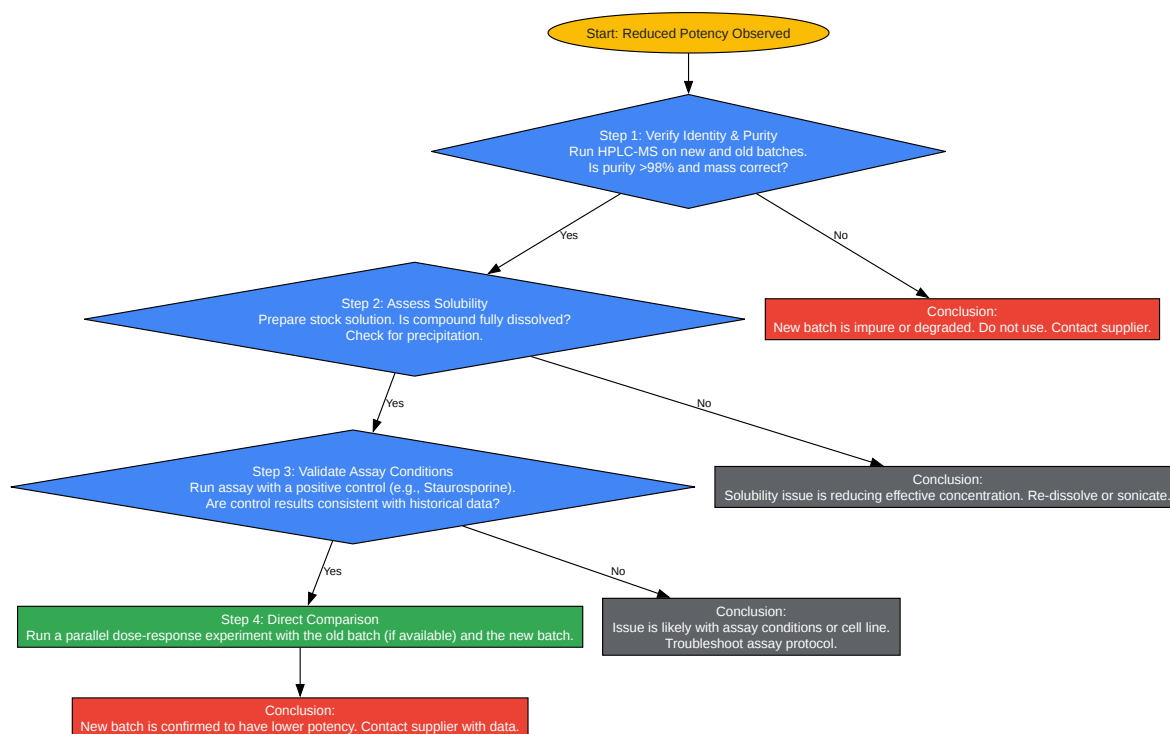 Start: Reduced Potency Observed
Step 1: Verify Identity & Purity
Run HPLC-MS on new and old batches.
Is purity >98% and mass correct?
Yes
No
Step 2: Assess Solubility
Prepare stock solution. Is compound fully dissolved?
Check for precipitation.
Conclusion:
New batch is impure or degraded. Do not use. Contact supplier.
Yes
No
Step 3: Validate Assay Conditions
Run assay with a positive control (e.g., Staurosporine).
Are control results consistent with historical data?
Conclusion:
Solubility issue is reducing effective concentration. Re-dissolve or sonicate.
Yes
No
Step 4: Direct Comparison
Run a parallel dose-response experiment with the old batch (if available) and the new batch.
Conclusion:
Issue is likely with assay conditions or cell line.
Troubleshoot assay protocol.
Conclusion:
New batch is confirmed to have lower potency. Contact supplier with data.